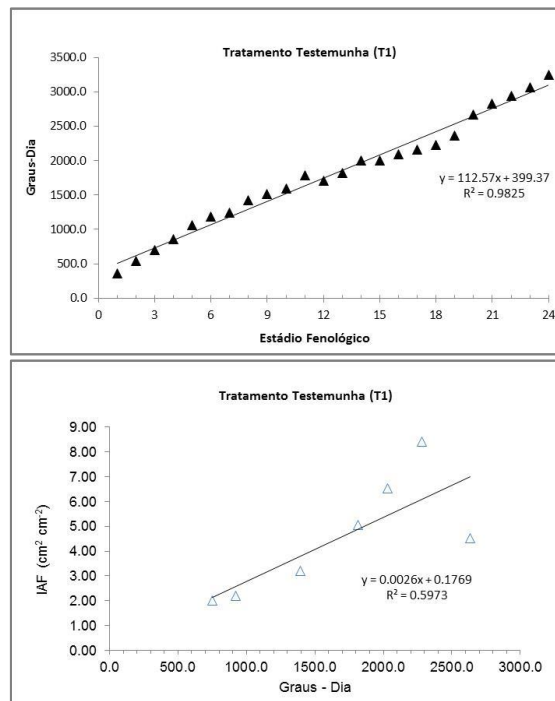 Tratamento Testemunha (T1)
3500.0
3000.0
2500.0
2000.0
1500.0
1000.0
500.0
0.0
Graus-Dia
y = 112.57x + 399.37
R² = 0.9825
0 3 6 9 12 15 18 21 24
Estádio Fenológico
Tratamento Testemunha (T1)
9.00
8.00
7.00
6.00
5.00
4.00
3.00
2.00
1.00
0.00
IAF (cm² cm⁻²)
y = 0.0026x + 0.1769
R² = 0.5973
0.0 500.0 1000.0 1500.0 2000.0 2500.0 3000.0
Graus - Dia